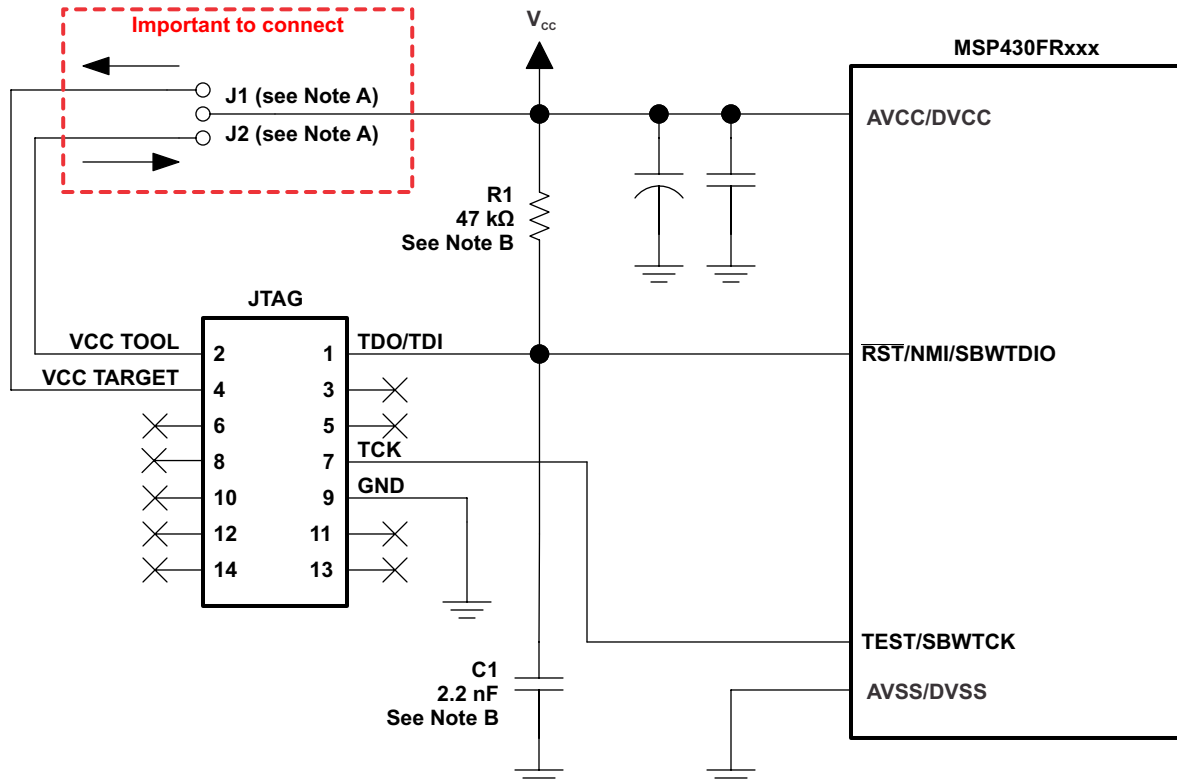 Important to connect
J1 (see Note A)
J2 (see Note A)
V_CC
MSP430FRxxx
AVCC/DVCC
R1
47 kΩ
See Note B
JTAG
VCC TOOL
2
1
TDO/TDI
RST/NMI/SBWTDIO
VCC TARGET
4
3
6
5
TCK
8
7
GND
10
9
12
11
14
13
TEST/SBWTCK
C1
2.2 nF
See Note B
AVSS/DVSS